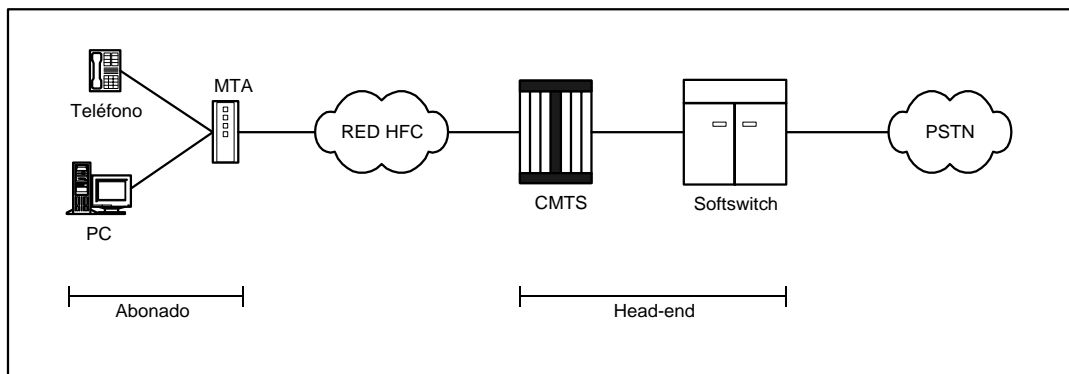 Teléfono
MTA
RED HFC
PSTN
PC
CMTS
Softswitch
Abonado
Head-end